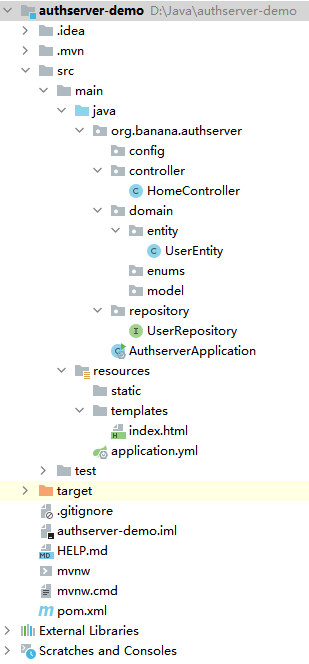 authserver-demo D:\Java\authserver-demo
.idea
.mvn
src
main
java
org.banana.authserver
config
controller
HomeController
domain
entity
UserEntity
enums
model
repository
UserRepository
AuthserverApplication
resources
static
templates
index.html
application.yml
test
target
.gitignore
authserver-demo.iml
HELP.md
mvnw
mvnw.cmd
pom.xml
External Libraries
Scratches and Consoles